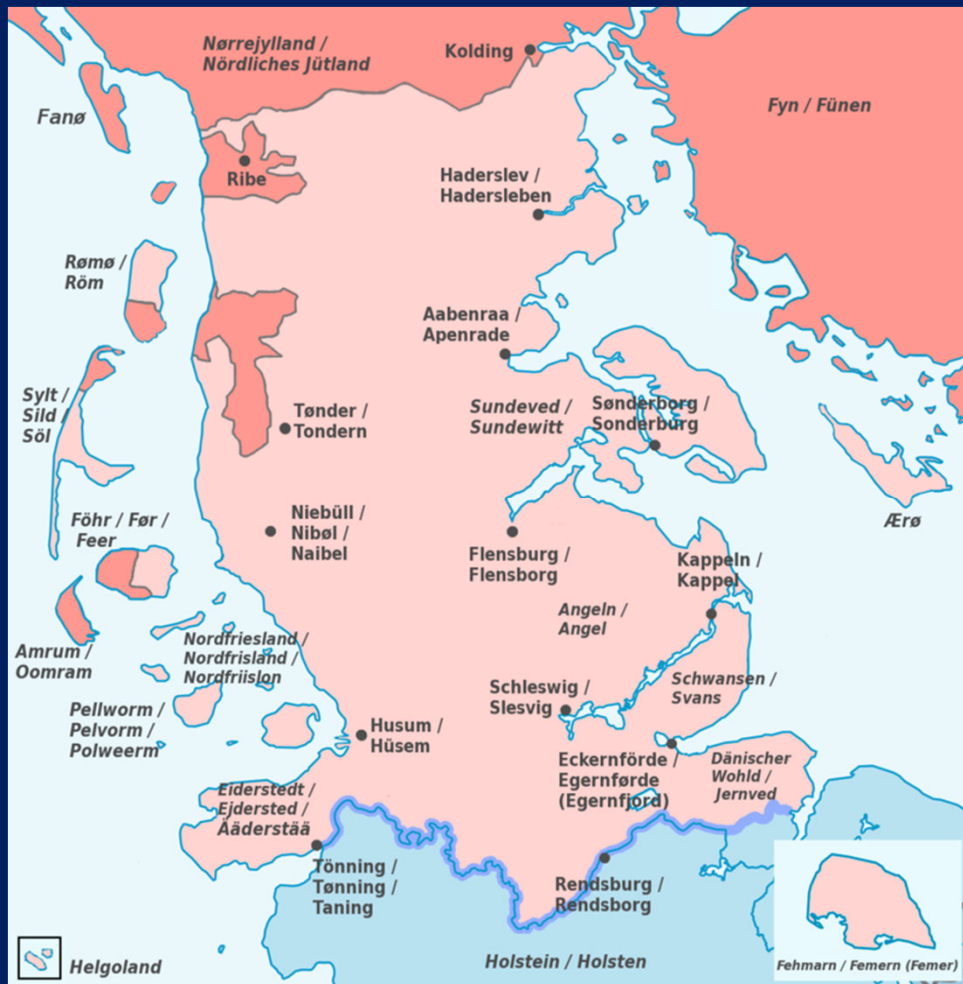 Nørrejylland /
Nördliches Jütland
Kolding
Fanø
Fyn / Fünen
Ribe
Haderslev /
Hadersleben
Rømø /
Röm
Aabenraa /
Apenrade
Sylt /
Sild /
Söl
Tønder /
Tondern
Sundeved /
Sundewitt
Sønderborg /
Sonderburg
Niebüll /
Nibøl /
Naibel
Föhr / Før /
Feer
Ærø
Flensburg /
Flensborg
Kappeln /
Kappel
Angeln /
Angel
Amrum /
Oomram
Nordfriesland /
Nordfrisland /
Nordfriislon
Schwansen /
Svans
Schleswig /
Slesvig
Pellworm /
Pelvorm /
Polweerm
Husum /
Hüsem
Eckernförde /
Egernførde
(Egernfjord)
Dänischer
Wohld /
Jernved
Eiderstedt /
Ejdersted /
Ääderstää
Tönning /
Tønning /
Taning
Rendsburg /
Rendsborg
Helgoland
Holstein / Holsten
Fehmarn / Femern (Femer)